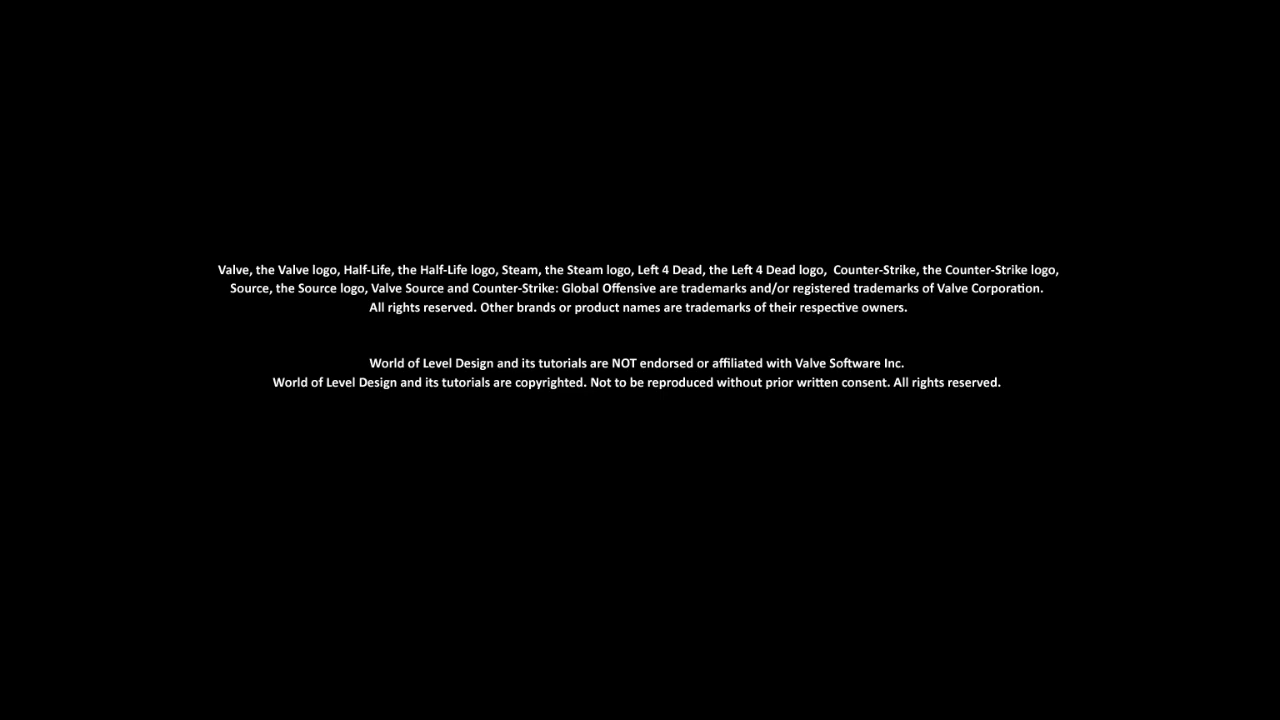 Valve, the Valve logo, Half-Life, the Half-Life logo, Steam, the Steam logo, Left 4 Dead, the Left 4 Dead logo,  Counter-Strike, the Counter-Strike logo,
Source, the Source logo, Valve Source and Counter-Strike: Global Offensive are trademarks and/or registered trademarks of Valve Corporation.
All rights reserved. Other brands or product names are trademarks of their respective owners.
World of Level Design and its tutorials are NOT endorsed or affiliated with Valve Software Inc.
World of Level Design and its tutorials are copyrighted. Not to be reproduced without prior written consent. All rights reserved.